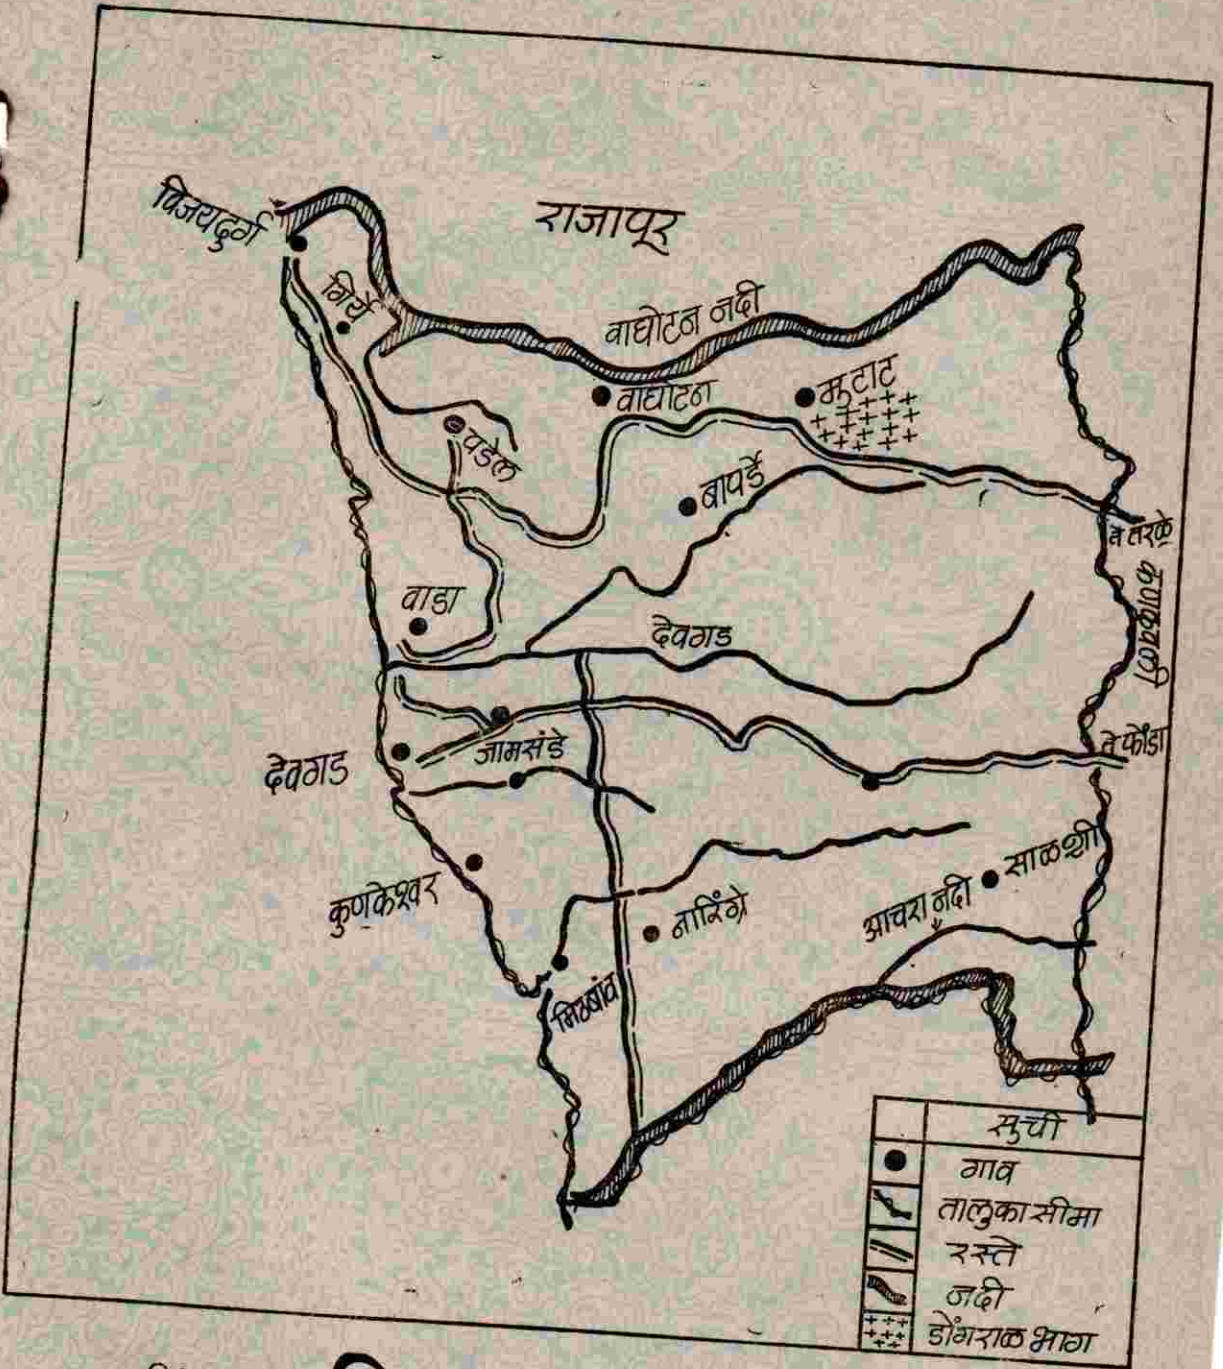 राजापूर
विजयदुर्ग
गिर्ये
वाघोटन नदी
वाघोटन
मुटाट
पडेल
बापर्डे
वाडा
देवगड
कणकवली
जामसंडे
देवगड
कुणकेश्वर
नारिंग्रे
आचरा नदी
साळशी
मिठबांव
सुची
गाव
तालुका सीमा
रस्ते
नदी
डोंगराळ भाग